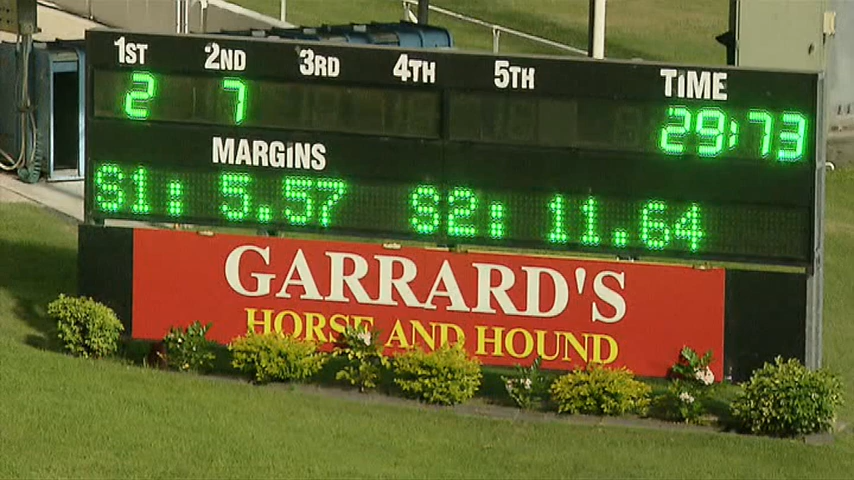 1ST 2ND 3RD 4TH 5TH TIME
2 7 29:73
MARGINS
S1: 5.57 S2: 11.64
GARRARD'S
HORSE AND HOUND